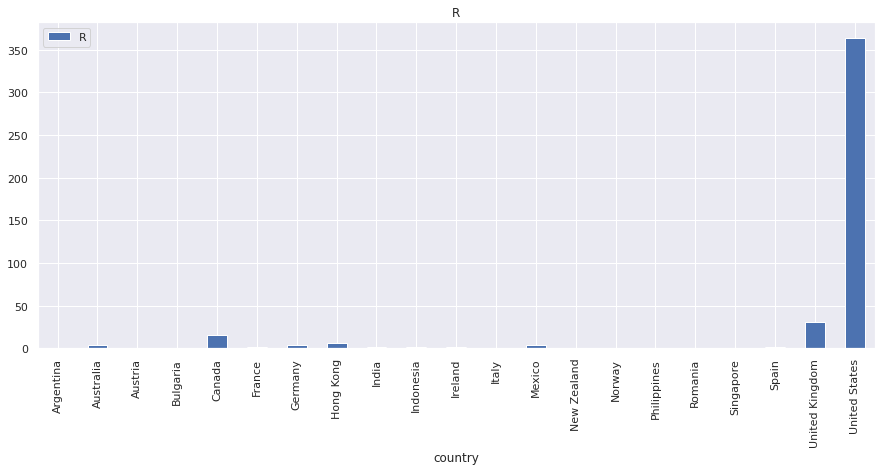 R
R
350
300
250
200
150
100
50
0
Argentina
Australia
Austria
Bulgaria
Canada
France
Germany
Hong Kong
India
Indonesia
Ireland
Italy
Mexico
New Zealand
Norway
Philippines
Romania
Singapore
Spain
United Kingdom
United States
country